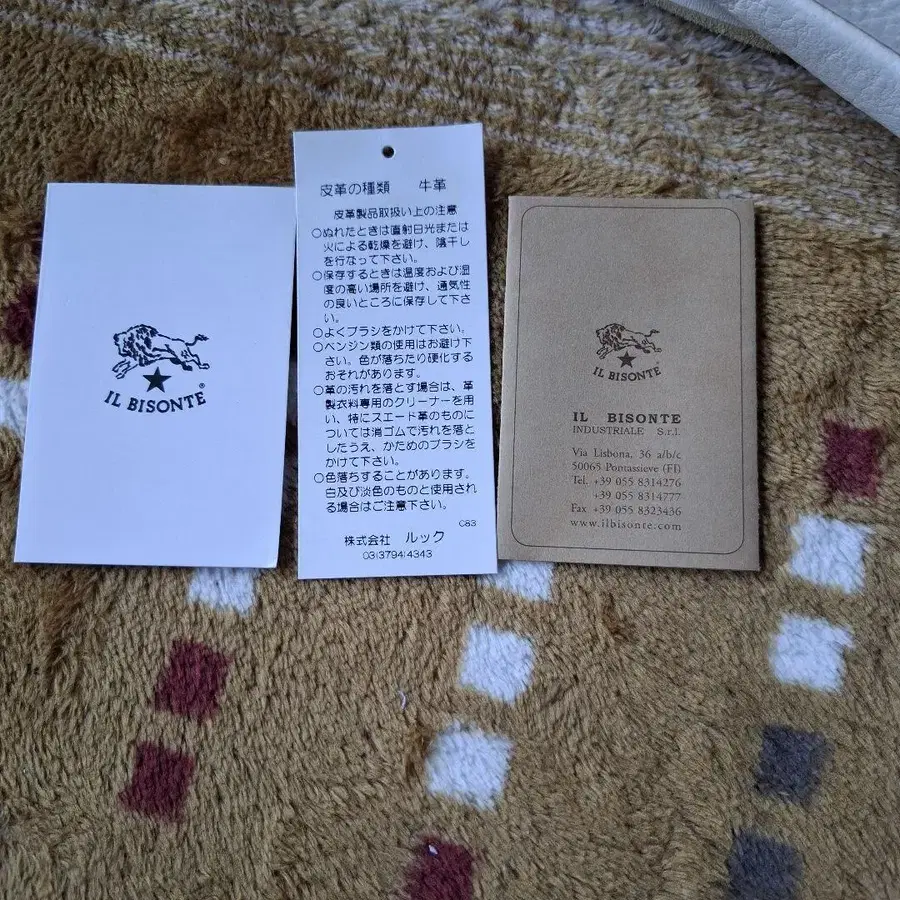 IL BISONTE
®
皮革の種類 牛革
皮革製品取扱い上の注意
○ぬれたときは直射日光または
火による乾燥を避け、陰干し
を行なって下さい。
○保存するときは温度および湿
度の高い場所を避け、通気性
の良いところに保存して下さ
い。
○よくブラシをかけて下さい。
○ベンジン類の使用はお避け下
さい。色が落ちたり硬化する
おそれがあります。
○革の汚れを落とす場合は、革
製衣料専用のクリーナーを用
い、特にスエード革のものに
ついては消ゴムで汚れを落と
したうえ、かためのブラシを
かけて下さい。
○色落ちすることがあります。
白及び淡色のものと使用され
る場合はご注意下さい。
C83
株式会社 ルック
03(3794)4343
IL BISONTE
IL BISONTE
INDUSTRIALE S.r.l.
Via Lisbona, 36 a/b/c
50065 Pontassieve (FI)
Tel. +39 055 8314276
+39 055 8314777
Fax +39 055 8323436
www.ilbisonte.com